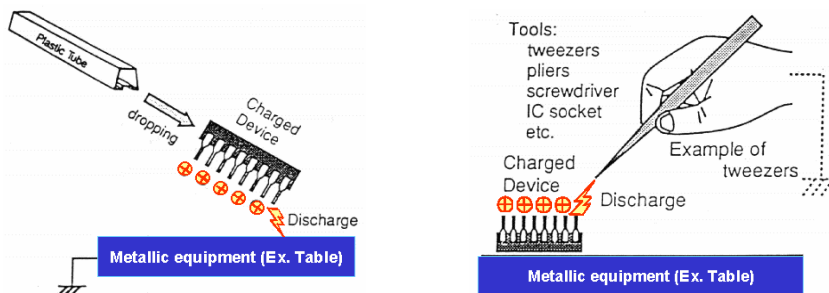 Plastic Tube
dropping
Charged
Device
Discharge
Metallic equipment (Ex. Table)
Tools:
tweezers
pliers
screwdriver
IC socket
etc.
Example of
tweezers
Charged
Device
Discharge
Metallic equipment (Ex. Table)